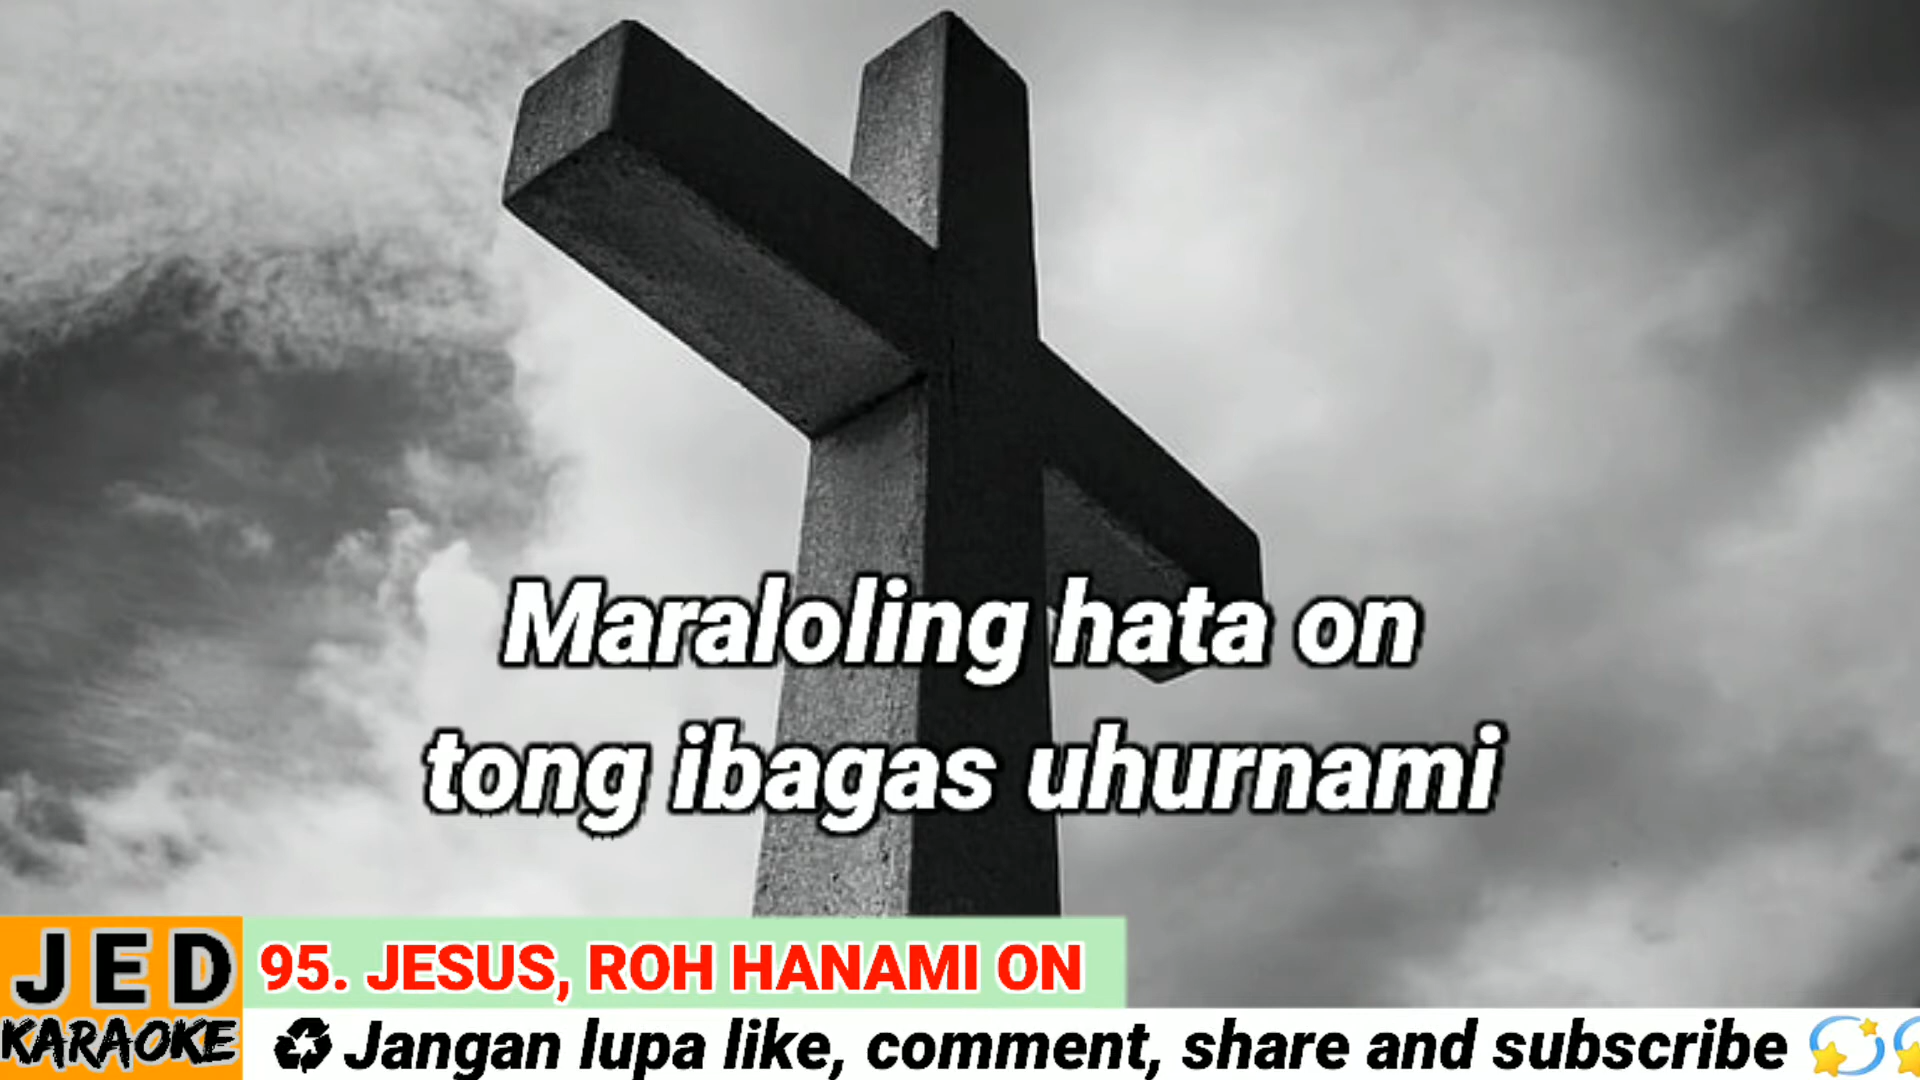 Maraloling hata on
tong ibagas uhurnami
JED
KARAOKE
95. JESUS, ROH HANAMI ON
Jangan lupa like, comment, share and subscribe